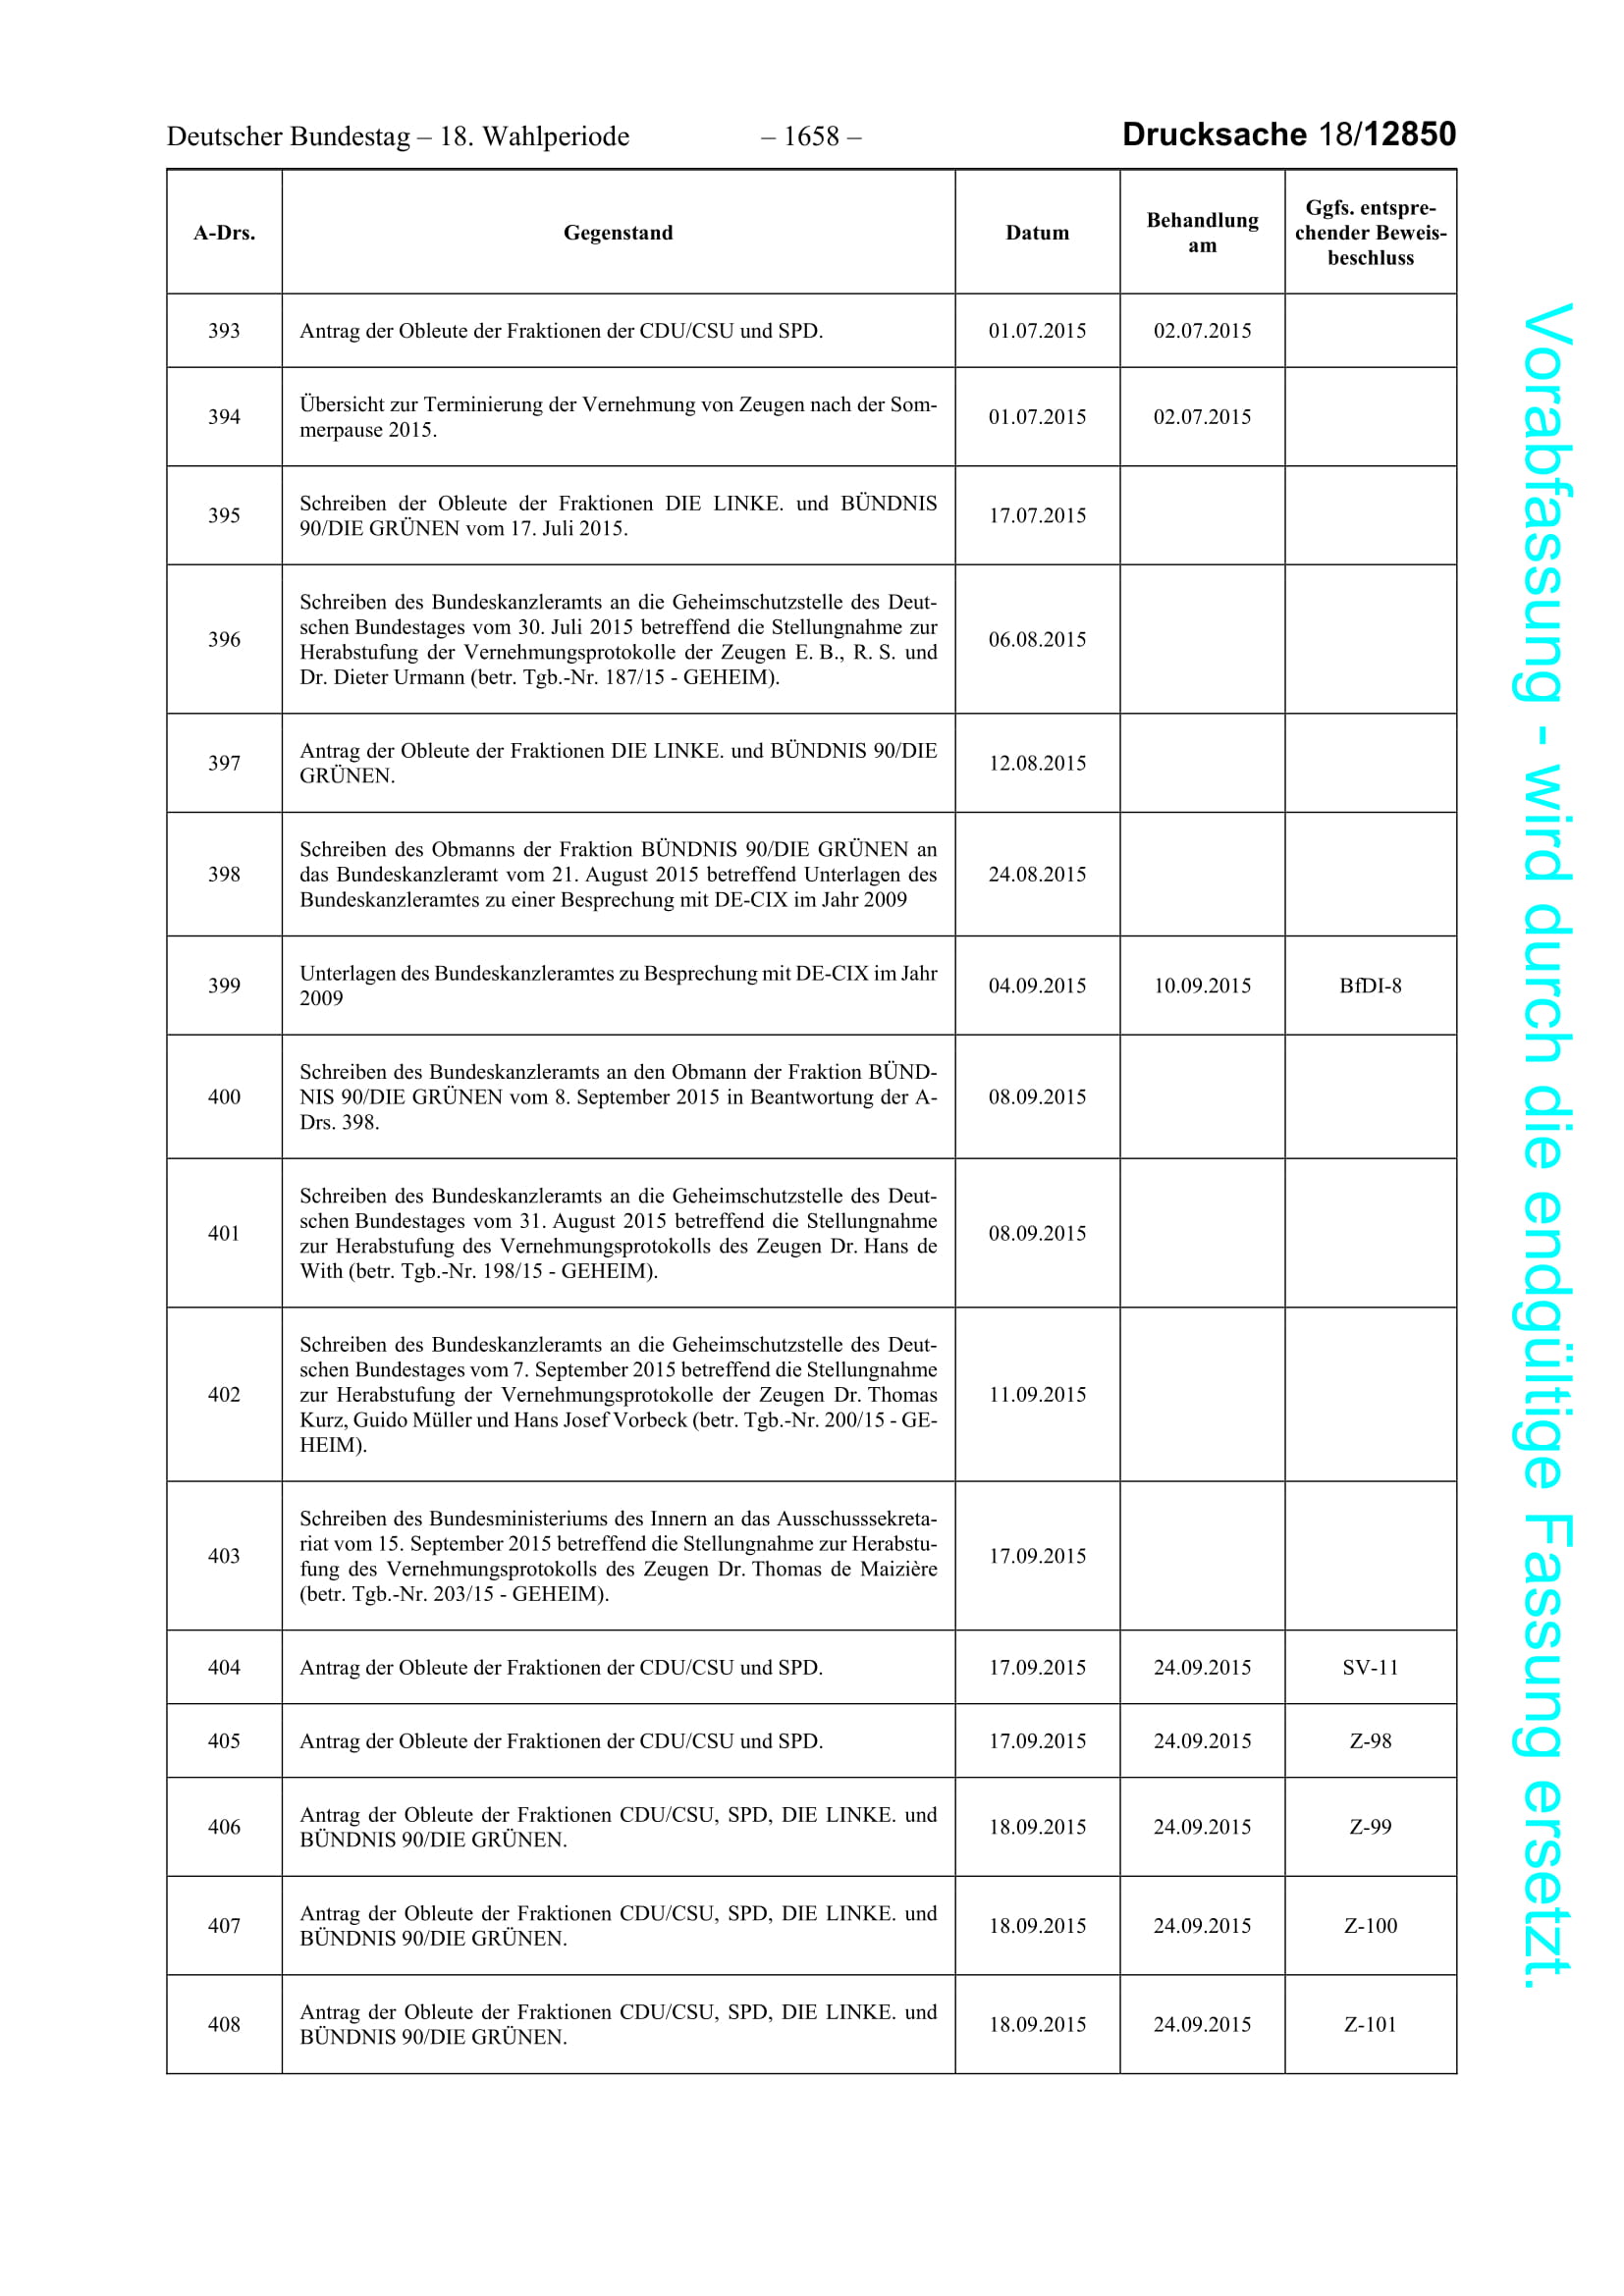 Deutscher Bundestag – 18. Wahlperiode – 1658 – Drucksache 18/12850
A-Drs. Gegenstand Datum Behandlung am Ggfs. entspre-
chender Beweis-
beschluss
393 Antrag der Obleute der Fraktionen der CDU/CSU und SPD. 01.07.2015 02.07.2015
394 Übersicht zur Terminierung der Vernehmung von Zeugen nach der Som-
merpause 2015. 01.07.2015 02.07.2015
395 Schreiben der Obleute der Fraktionen DIE LINKE. und BÜNDNIS
90/DIE GRÜNEN vom 17. Juli 2015. 17.07.2015
396 Schreiben des Bundeskanzleramts an die Geheimschutzstelle des Deut-
schen Bundestages vom 30. Juli 2015 betreffend die Stellungnahme zur
Herabstufung der Vernehmungsprotokolle der Zeugen E. B., R. S. und
Dr. Dieter Urmann (betr. Tgb.-Nr. 187/15 - GEHEIM). 06.08.2015
397 Antrag der Obleute der Fraktionen DIE LINKE. und BÜNDNIS 90/DIE
GRÜNEN. 12.08.2015
398 Schreiben des Obmanns der Fraktion BÜNDNIS 90/DIE GRÜNEN an
das Bundeskanzleramt vom 21. August 2015 betreffend Unterlagen des
Bundeskanzleramtes zu einer Besprechung mit DE-CIX im Jahr 2009 24.08.2015
399 Unterlagen des Bundeskanzleramtes zu Besprechung mit DE-CIX im Jahr
2009 04.09.2015 10.09.2015 BfDI-8
400 Schreiben des Bundeskanzleramts an den Obmann der Fraktion BÜND-
NIS 90/DIE GRÜNEN vom 8. September 2015 in Beantwortung der A-
Drs. 398. 08.09.2015
401 Schreiben des Bundeskanzleramts an die Geheimschutzstelle des Deut-
schen Bundestages vom 31. August 2015 betreffend die Stellungnahme
zur Herabstufung des Vernehmungsprotokolls des Zeugen Dr. Hans de
With (betr. Tgb.-Nr. 198/15 - GEHEIM). 08.09.2015
402 Schreiben des Bundeskanzleramts an die Geheimschutzstelle des Deut-
schen Bundestages vom 7. September 2015 betreffend die Stellungnahme
zur Herabstufung der Vernehmungsprotokolle der Zeugen Dr. Thomas
Kurz, Guido Müller und Hans Josef Vorbeck (betr. Tgb.-Nr. 200/15 - GE-
HEIM). 11.09.2015
403 Schreiben des Bundesministeriums des Innern an das Ausschusssekreta-
riat vom 15. September 2015 betreffend die Stellungnahme zur Herabstu-
fung des Vernehmungsprotokolls des Zeugen Dr. Thomas de Maizière
(betr. Tgb.-Nr. 203/15 - GEHEIM). 17.09.2015
404 Antrag der Obleute der Fraktionen der CDU/CSU und SPD. 17.09.2015 24.09.2015 SV-11
405 Antrag der Obleute der Fraktionen der CDU/CSU und SPD. 17.09.2015 24.09.2015 Z-98
406 Antrag der Obleute der Fraktionen CDU/CSU, SPD, DIE LINKE. und
BÜNDNIS 90/DIE GRÜNEN. 18.09.2015 24.09.2015 Z-99
407 Antrag der Obleute der Fraktionen CDU/CSU, SPD, DIE LINKE. und
BÜNDNIS 90/DIE GRÜNEN. 18.09.2015 24.09.2015 Z-100
408 Antrag der Obleute der Fraktionen CDU/CSU, SPD, DIE LINKE. und
BÜNDNIS 90/DIE GRÜNEN. 18.09.2015 24.09.2015 Z-101
Vorabfassung - wird durch die endgültige Fassung ersetzt.